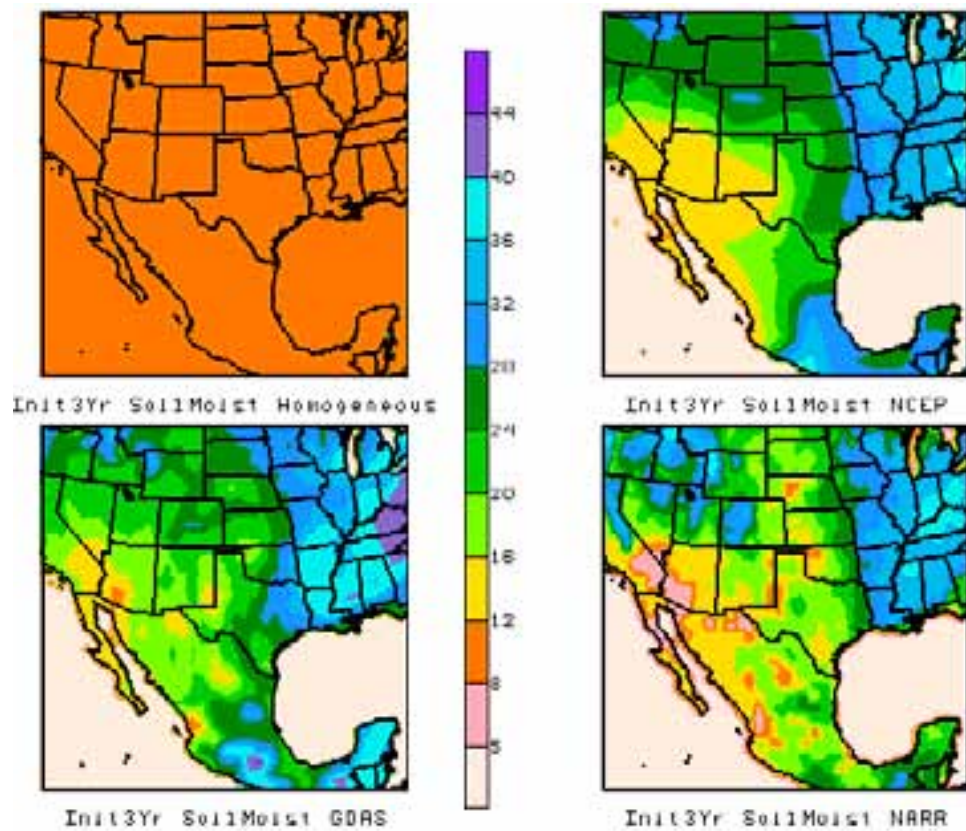 44
40
36
32
28
24
20
16
12
8
5
Init3Yr SoilMoist Homogeneous
Init3Yr SoilMoist NCEP
Init3Yr SoilMoist GDAS
Init3Yr SoilMoist NARR